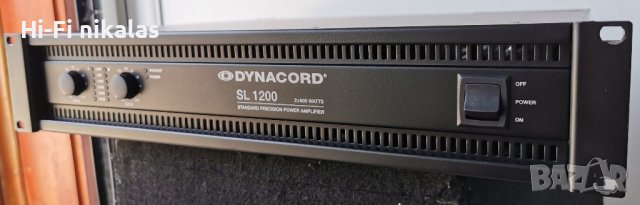 Hi-Fi nikalas
DYNACORD
SL 1200
2x600 WATTS
STANDARD PRECISION POWER AMPLIFIER
OFF
POWER
ON
BAZAR